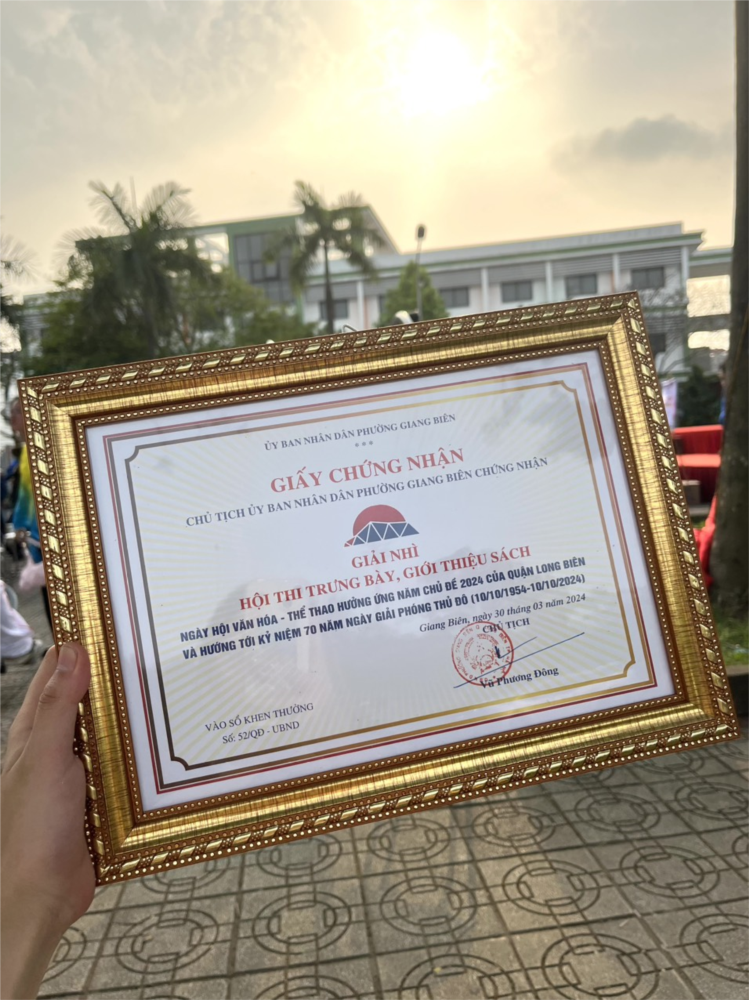 ỦY BAN NHÂN DÂN PHƯỜNG GIANG BIÊN
***
GIẤY CHỨNG NHẬN
CHỦ TỊCH ỦY BAN NHÂN DÂN PHƯỜNG GIANG BIÊN CHỨNG NHẬN
GIẢI NHÌ
HỘI THI TRƯNG BÀY, GIỚI THIỆU SÁCH
NGÀY HỘI VĂN HÓA - THỂ THAO HƯỞNG ỨNG NĂM CHỦ ĐỀ 2024 CỦA QUẬN LONG BIÊN
VÀ HƯỚNG TỚI KỶ NIỆM 70 NĂM NGÀY GIẢI PHÓNG THỦ ĐÔ (10/10/1954-10/10/2024)
Giang Biên, ngày 30 tháng 03 năm 2024
CHỦ TỊCH
Vũ Phương Đông
VÀO SỔ KHEN THƯỞNG
Số: 52/QĐ - UBND